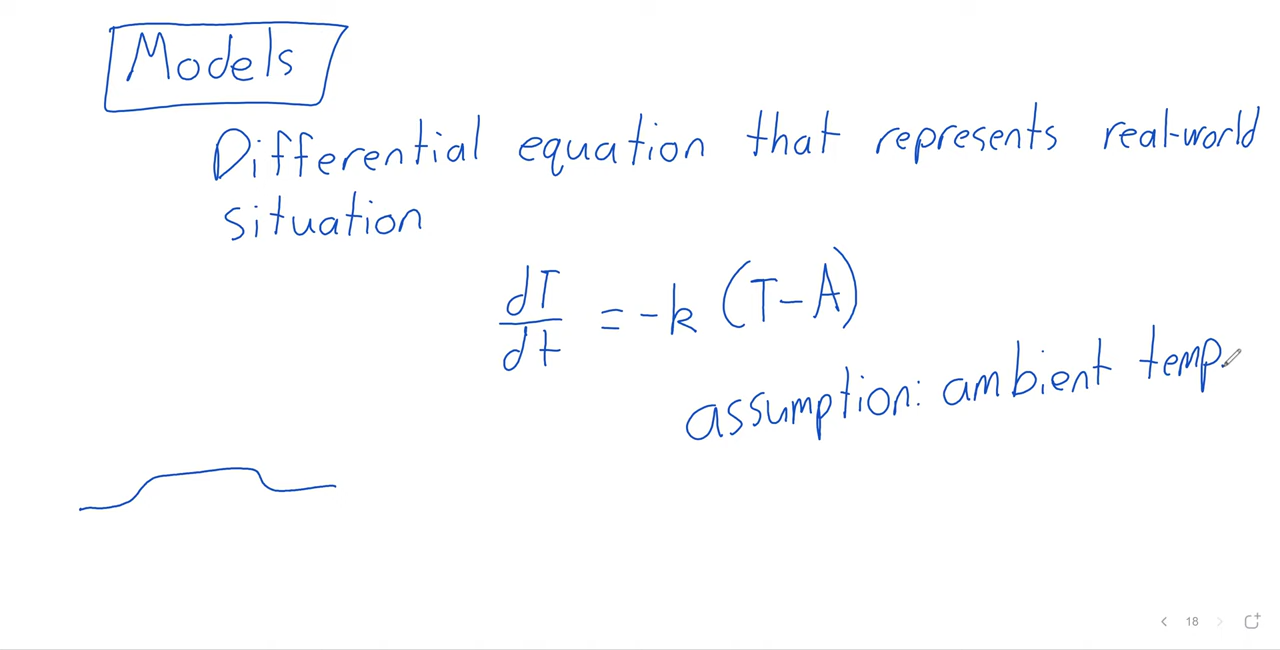 Models
Differential equation that represents real-world
situation
dT/dt = -k (T-A)
assumption: ambient temp.
18